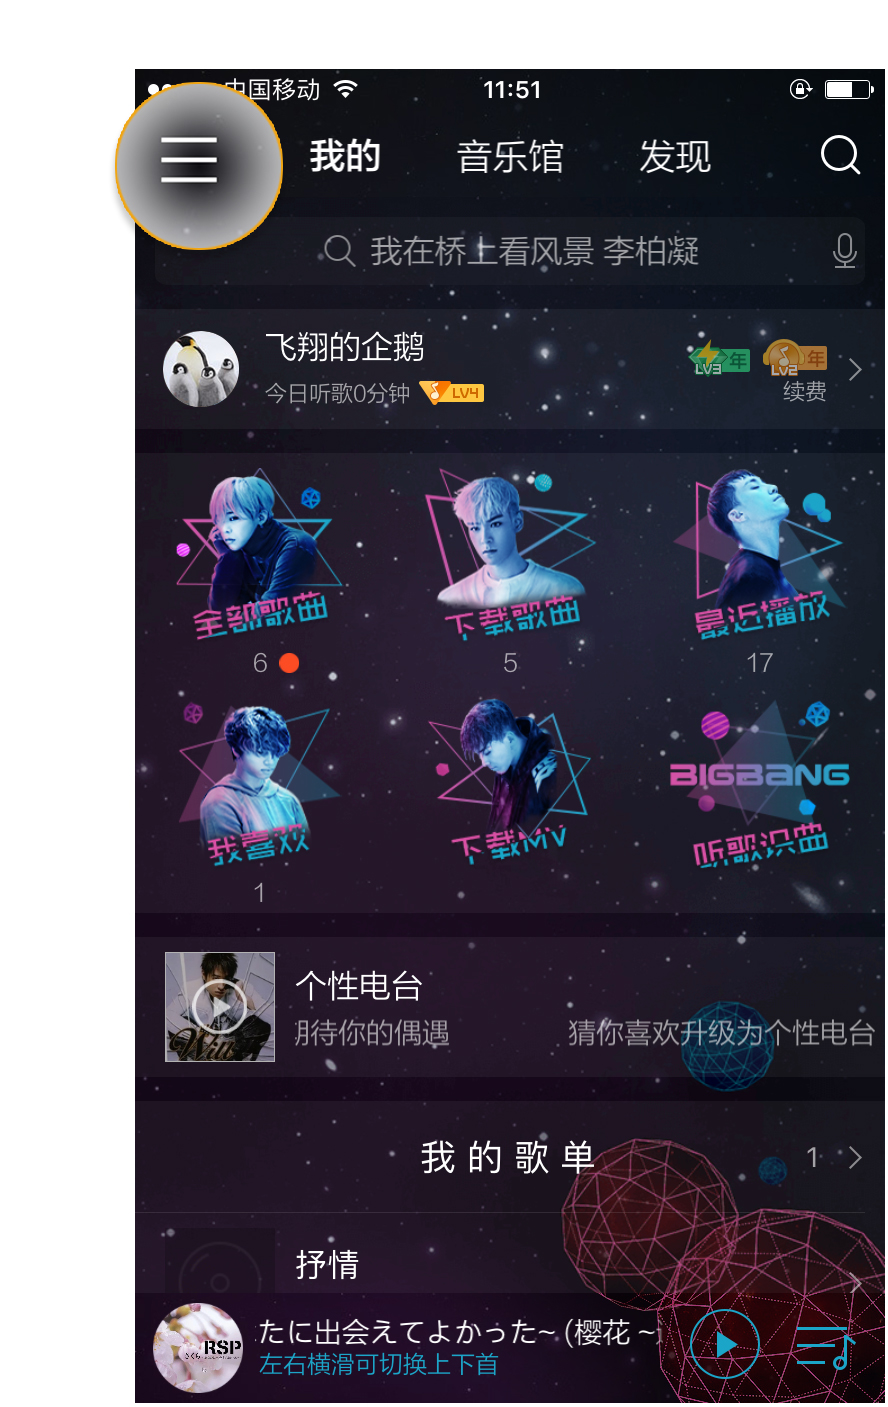 中国移动 11:51
我的 音乐馆 发现
我在桥上看风景 李柏凝
飞翔的企鹅
LV3 年 LV2 年
今日听歌0分钟 LV4 续费
全部歌曲 下载歌曲 最近播放
6 5 17
BIGBANG
我喜欢 下载MV 听歌识曲
1
个性电台
期待你的偶遇 猜你喜欢升级为个性电台
Will
我的歌单 1
抒情
たに出会えてよかった~ (樱花 ~
さくら RSP
左右横滑可切换上下首